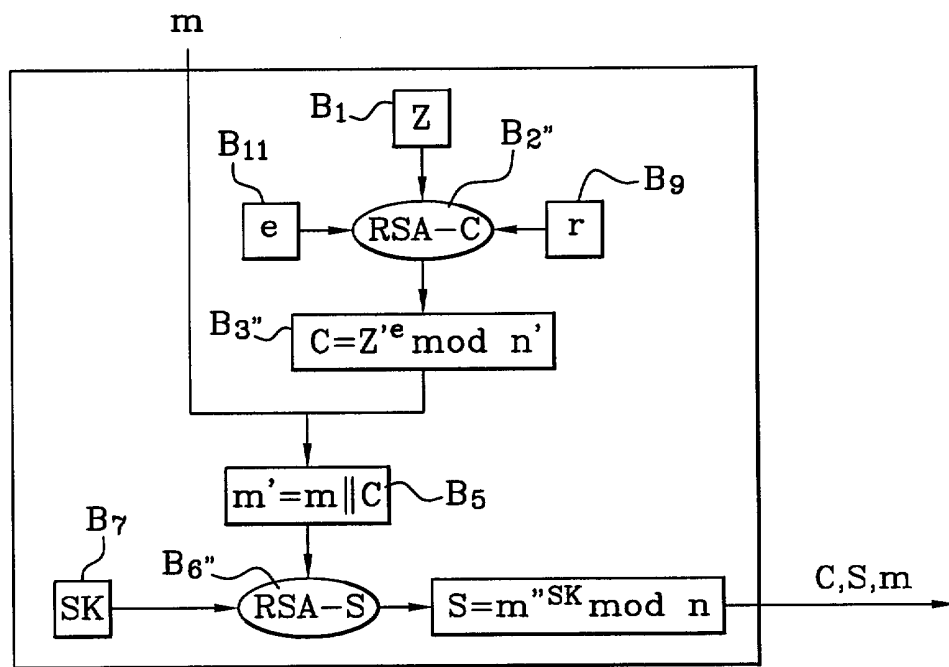 m
B1 Z
B2"
B11
B9
e RSA-C r
B3"
C=Z'e mod n'
m'=m||C B5
B7
B6"
SK RSA-S S=m"SK mod n
C,S,m